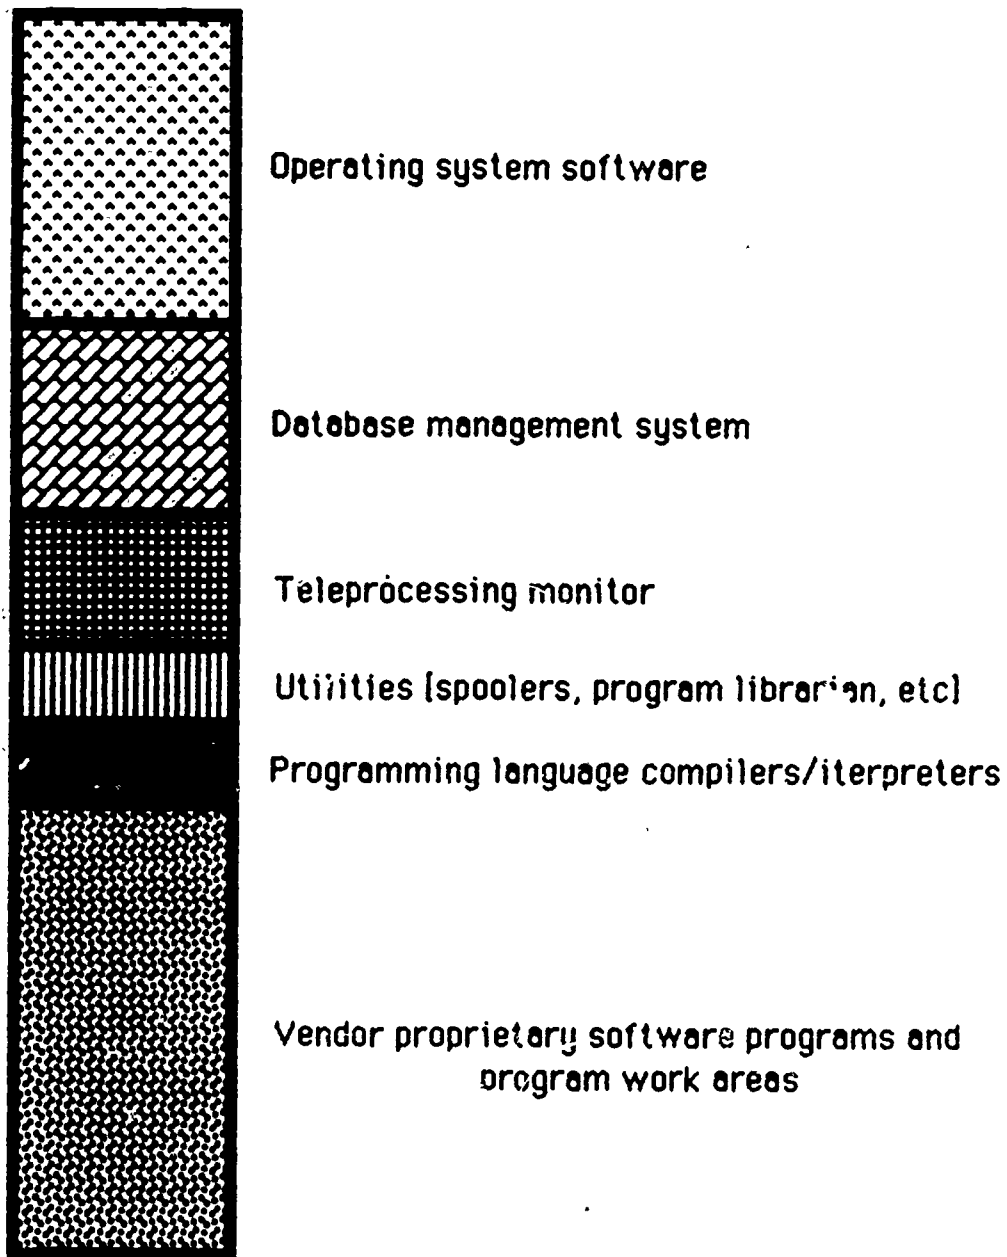 Operating system software
Database management system
Teleprocessing monitor
Utilities [spoolers, program librarian, etc]
Programming language compilers/iterpreters
Vendor proprietary software programs and
program work areas